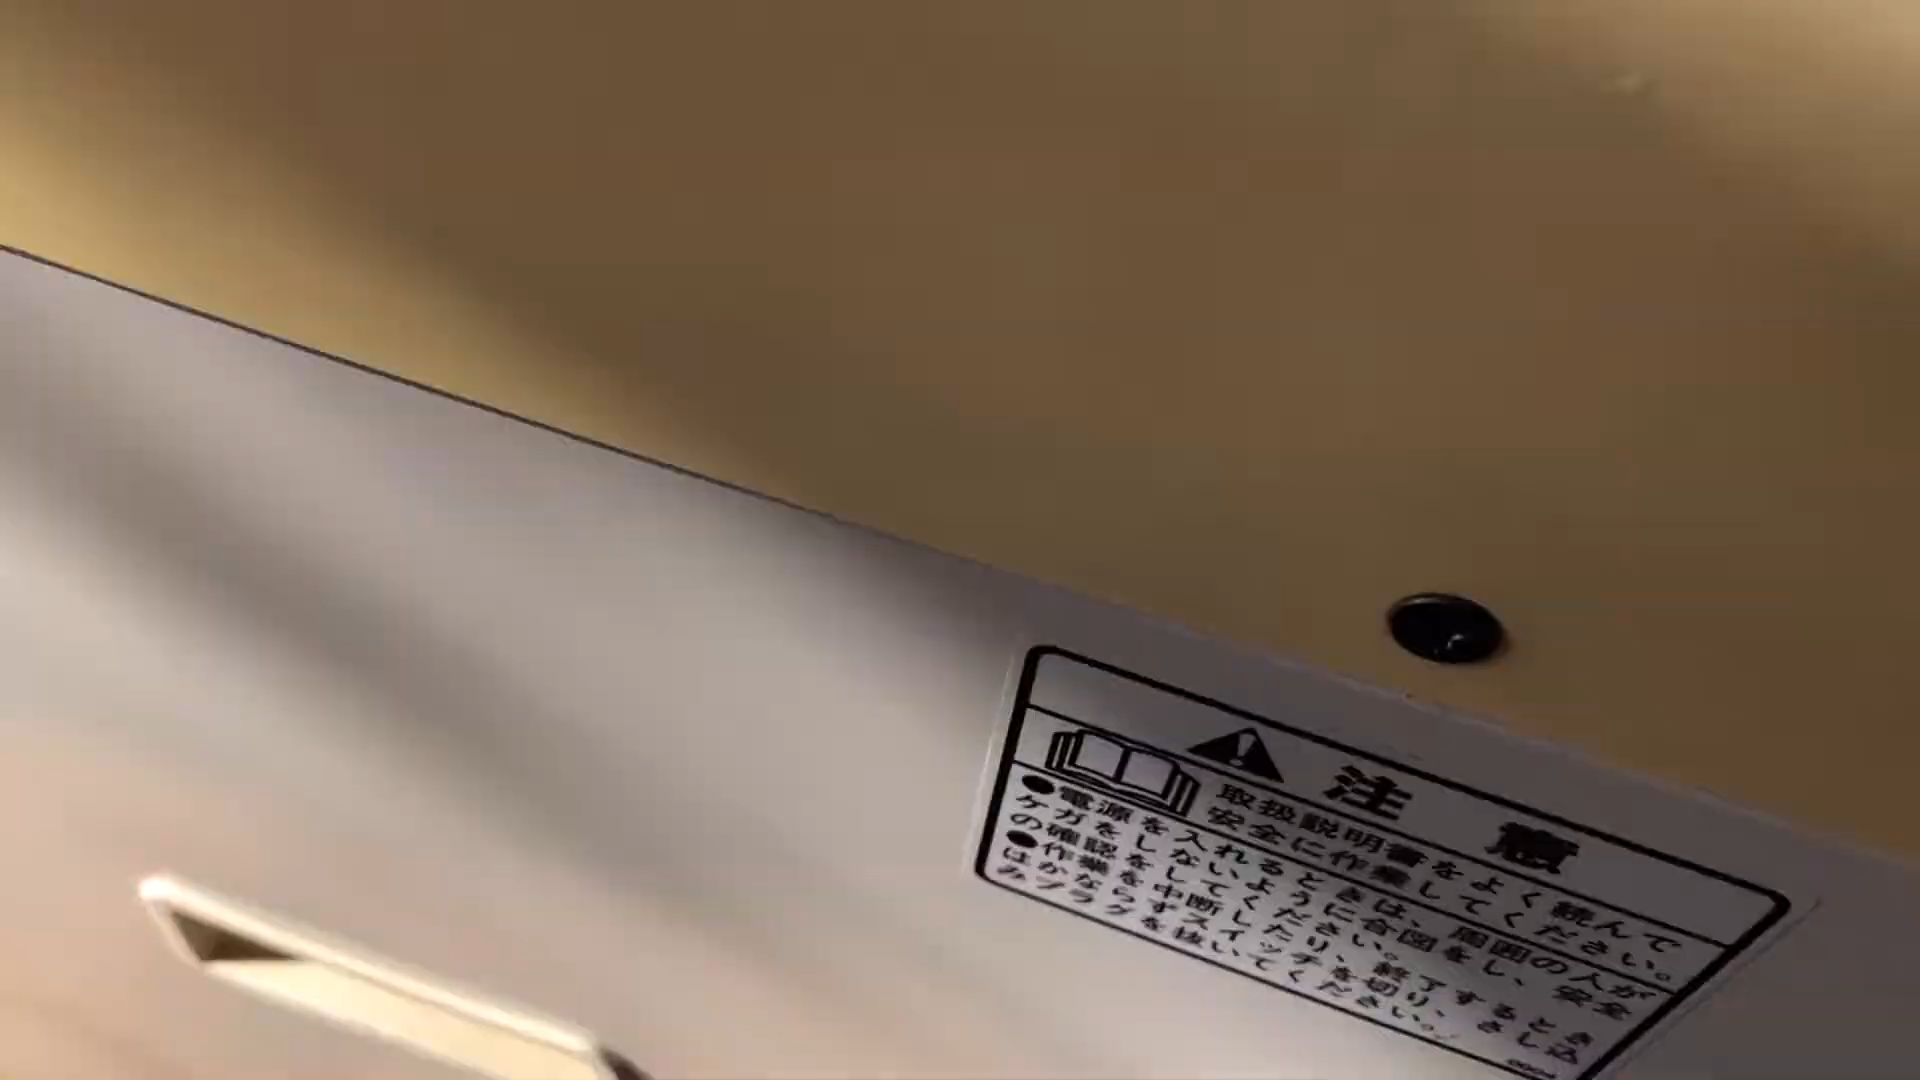 注 意
取扱説明書をよく読んで
安全に作業してください。
●電源を入れるときは、周囲の人が
ケガをしないように合図をし、安全
の確認をしてください。
●作業を中断したり、終了するとき
はかならずスイッチを切り、さし込
みプラグを抜いてください。